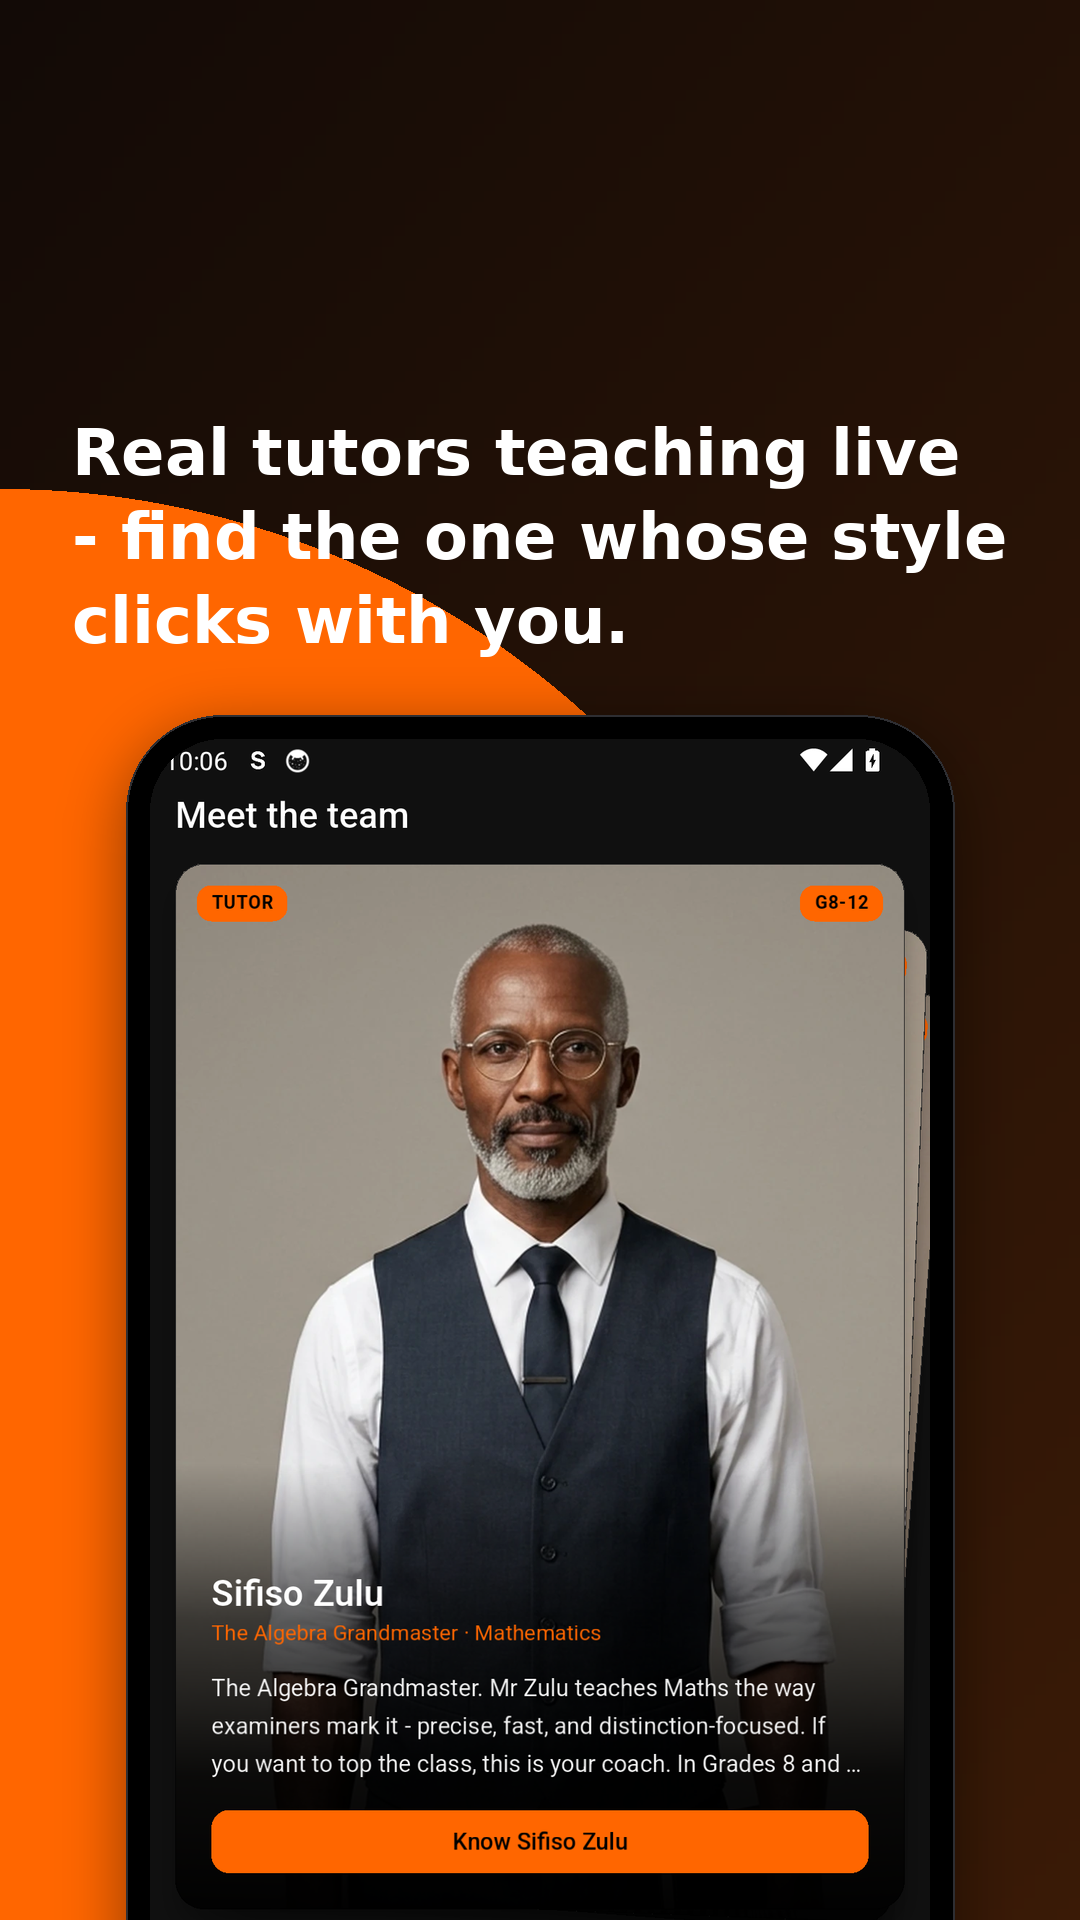 Real tutors teaching live
- find the one whose style
clicks with you.
10:06 S
Meet the team
TUTOR
G8-12
Sifiso Zulu
The Algebra Grandmaster · Mathematics
The Algebra Grandmaster. Mr Zulu teaches Maths the way
examiners mark it - precise, fast, and distinction-focused. If
you want to top the class, this is your coach. In Grades 8 and ...
Know Sifiso Zulu